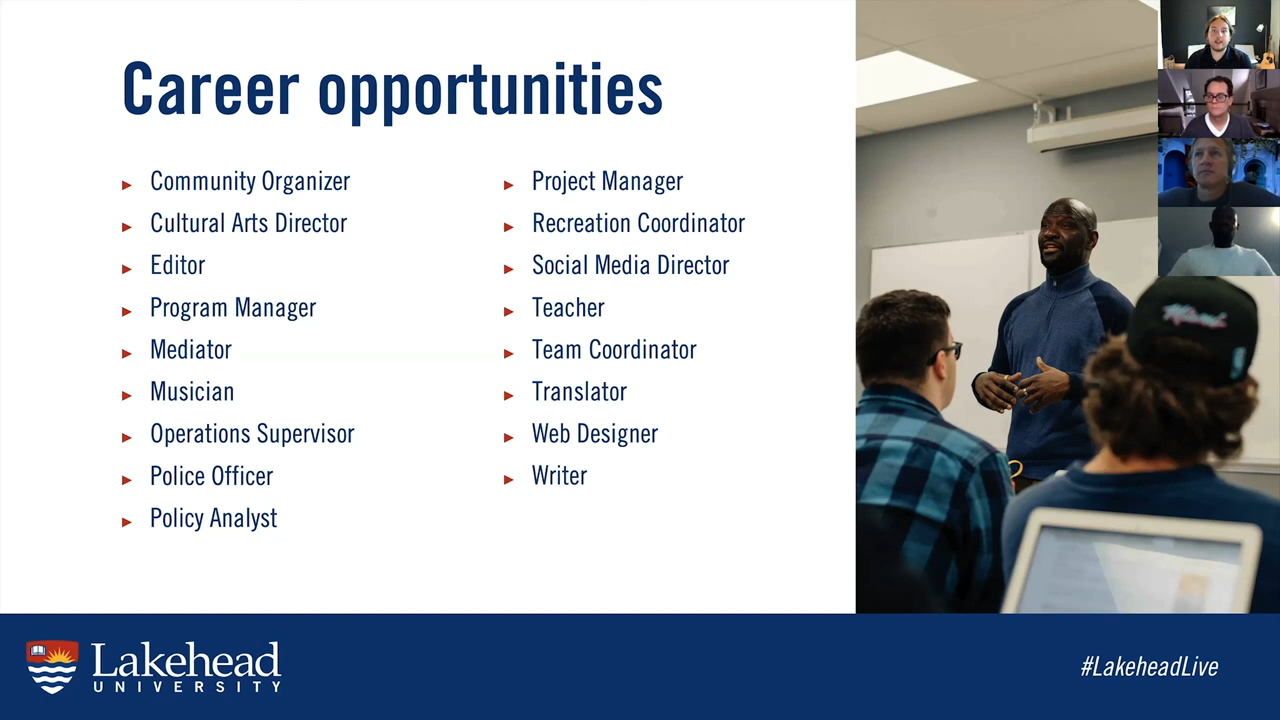 Career opportunities
Community Organizer
Cultural Arts Director
Editor
Program Manager
Mediator
Musician
Operations Supervisor
Police Officer
Policy Analyst
Project Manager
Recreation Coordinator
Social Media Director
Teacher
Team Coordinator
Translator
Web Designer
Writer
Lakehead
UNIVERSITY
#LakeheadLive